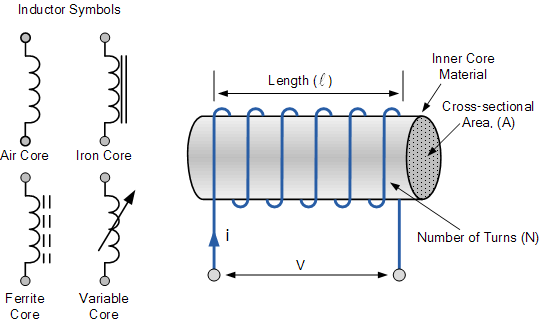 Inductor Symbols
Air Core
Iron Core
Ferrite
Core
Variable
Core
Length (ℓ)
Inner Core
Material
Cross-sectional
Area, (A)
Number of Turns (N)
i
V